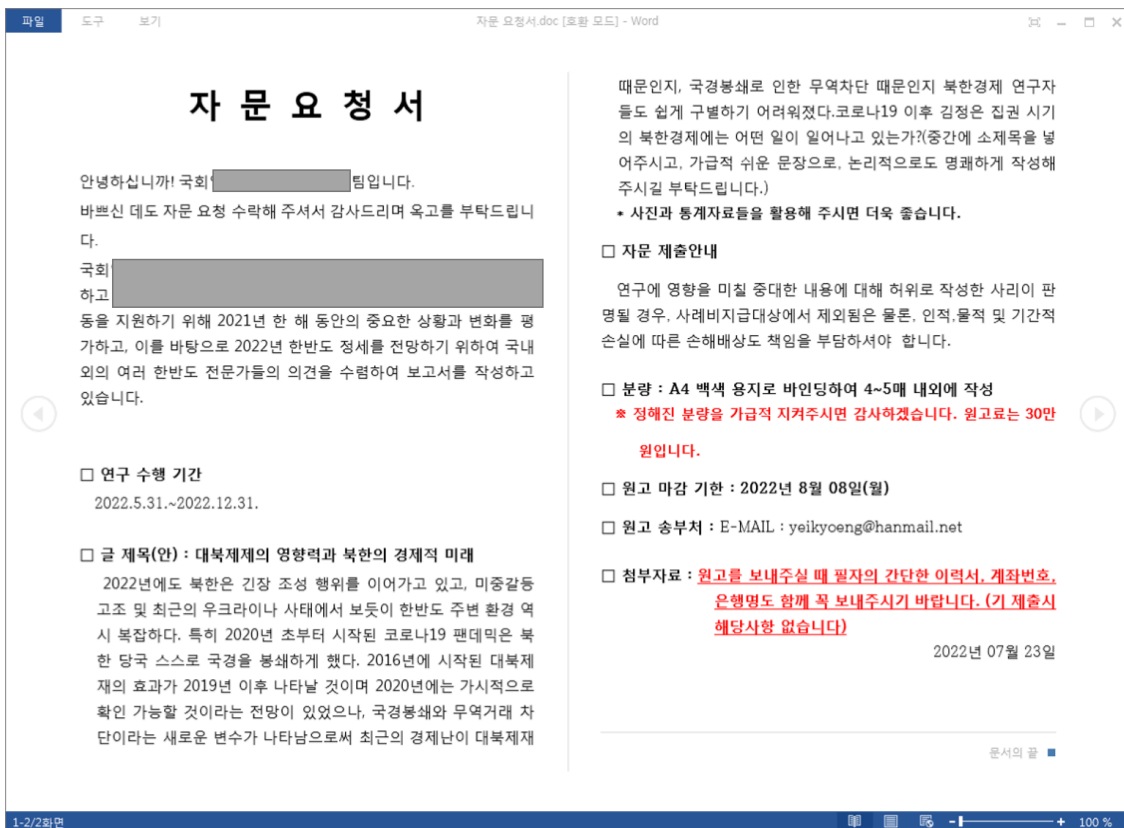 파일 도구 보기 자문 요청서.doc [호환 모드] - Word
자 문 요 청 서
안녕하십니까! 국회 팀입니다.
바쁘신 데도 자문 요청 수락해 주셔서 감사드리며 옥고를 부탁드립니
다.
국회
하고
동을 지원하기 위해 2021년 한 해 동안의 중요한 상황과 변화를 평
가하고, 이를 바탕으로 2022년 한반도 정세를 전망하기 위하여 국내
외의 여러 한반도 전문가들의 의견을 수렴하여 보고서를 작성하고
있습니다.
□ 연구 수행 기간
2022.5.31.~2022.12.31.
□ 글 제목(안) : 대북제제의 영향력과 북한의 경제적 미래
2022년에도 북한은 긴장 조성 행위를 이어가고 있고, 미중갈등
고조 및 최근의 우크라이나 사태에서 보듯이 한반도 주변 환경 역
시 복잡하다. 특히 2020년 초부터 시작된 코로나19 팬데믹은 북
한 당국 스스로 국경을 봉쇄하게 했다. 2016년에 시작된 대북제
재의 효과가 2019년 이후 나타날 것이며 2020년에는 가시적으로
확인 가능할 것이라는 전망이 있었으나, 국경봉쇄와 무역거래 차
단이라는 새로운 변수가 나타남으로써 최근의 경제난이 대북제재
때문인지, 국경봉쇄로 인한 무역차단 때문인지 북한경제 연구자
들도 쉽게 구별하기 어려워졌다.코로나19 이후 김정은 집권 시기
의 북한경제에는 어떤 일이 일어나고 있는가?(중간에 소제목을 넣
어주시고, 가급적 쉬운 문장으로, 논리적으로도 명쾌하게 작성해
주시길 부탁드립니다.)
* 사진과 통계자료들을 활용해 주시면 더욱 좋습니다.
□ 자문 제출안내
연구에 영향을 미칠 중대한 내용에 대해 허위로 작성한 사리이 판
명될 경우, 사례비지급대상에서 제외됨은 물론, 인적,물적 및 기간적
손실에 따른 손해배상도 책임을 부담하셔야 합니다.
□ 분량 : A4 백색 용지로 바인딩하여 4~5매 내외에 작성
※ 정해진 분량을 가급적 지켜주시면 감사하겠습니다. 원고료는 30만
원입니다.
□ 원고 마감 기한 : 2022년 8월 08일(월)
□ 원고 송부처 : E-MAIL : yeikyoeng@hanmail.net
□ 첨부자료 : 원고를 보내주실 때 필자의 간단한 이력서, 계좌번호,
은행명도 함께 꼭 보내주시기 바랍니다. (기 제출시
해당사항 없습니다)
2022년 07월 23일
문서의 끝 ■
1-2/2화면 100 %